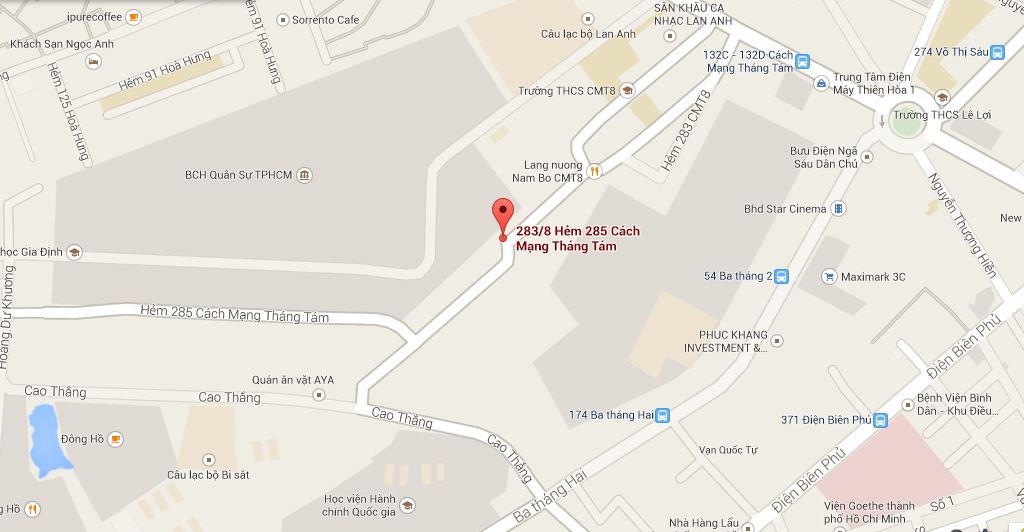 ipurecoffee
Sorrento Cafe
Khách Sạn Ngọc Anh
Hẻm 91 Hoà Hưng
Hẻm 91 Hoà Hưng
Hẻm 125 Hoà Hưng
SÂN KHẤU CA
NHẠC LAN ANH
Câu lạc bộ Lan Anh
132C - 132D Cách
Mạng Tháng Tám
274 Võ Thị Sáu
Trung Tâm Điện
Máy Thiên Hòa 1
Trường THCS CMT8
Trường THCS Lê Lợi
Hẻm 283 CMT8
Bưu Điện Ngã
Sáu Dân Chủ
Lang nuong
Nam Bo CMT8
BCH Quân Sự TPHCM
Nguyễn Thượng Hiền
Bhd Star Cinema
New
283/8 Hẻm 285 Cách
Mạng Tháng Tám
học Gia Định
54 Ba tháng 2
Maximark 3C
Hoàng Dư Khương
Hẻm 285 Cách Mạng Tháng Tám
PHUC KHANG
INVESTMENT &...
Điện Biên Phủ
Quán ăn vặt AYA
Cao Thắng
Cao Thắng
Cao Thắng
Cao Thắng
174 Ba tháng Hai
371 Điện Biên Phủ
Bệnh Viện Bình
Dân - Khu Điều...
Đông Hồ
Câu lạc bộ Bi sắt
Vạn Quốc Tự
Điện Biên Phủ
Ba tháng Hai
Học viện Hành
chính Quốc gia
g Hồ
Viện Goethe thành
phố Hồ Chí Minh
Số 1
Nhà Hàng Lẩu